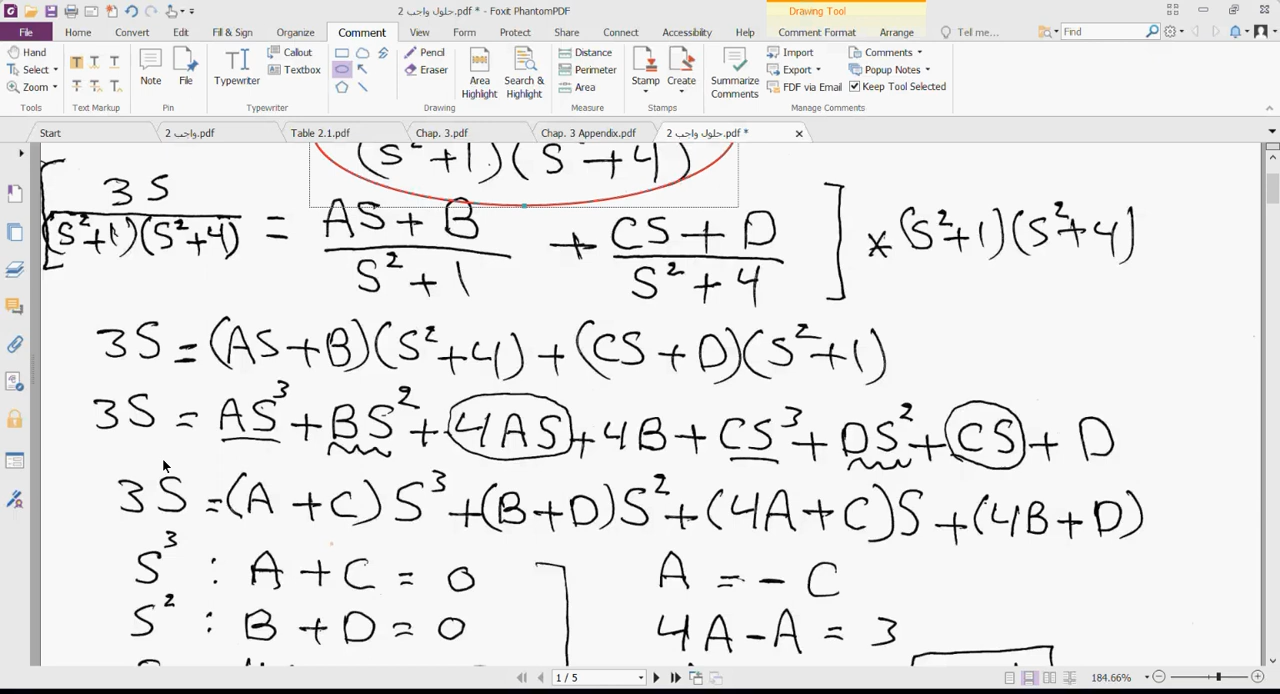 حلول واجب 2.pdf * - Foxit PhantomPDF
Drawing Tool
File Home Convert Edit Fill & Sign Organize Comment View Form Protect Share Connect Accessibility Help Comment Format Arrange Tell me... Find
Hand Select Zoom Tools
T T T T T T Text Markup
Note File Pin
Typewriter Callout Textbox Typewriter
Pencil Eraser Drawing
Area Highlight Search & Highlight
Distance Perimeter Area Measure
Stamp Create Stamps
Summarize Comments Import Export FDF via Email Comments Popup Notes Keep Tool Selected Manage Comments
Start واجب 2.pdf Table 2.1.pdf Chap. 3.pdf Chap. 3 Appendix.pdf حلول واجب 2.pdf *
(S²+1)(S²+4)
[3S/(S²+1)(S²+4) = AS+B/S²+1 + CS+D/S²+4] * (S²+1)(S²+4)
3S = (AS+B)(S²+4) + (CS+D)(S²+1)
3S = AS³ + BS² + 4AS + 4B + CS³ + DS² + CS + D
3S = (A+C)S³ + (B+D)S² + (4A+C)S + (4B+D)
S³ : A + C = 0 A = - C
S² : B + D = 0 4A - A = 3
1 / 5 184.66%